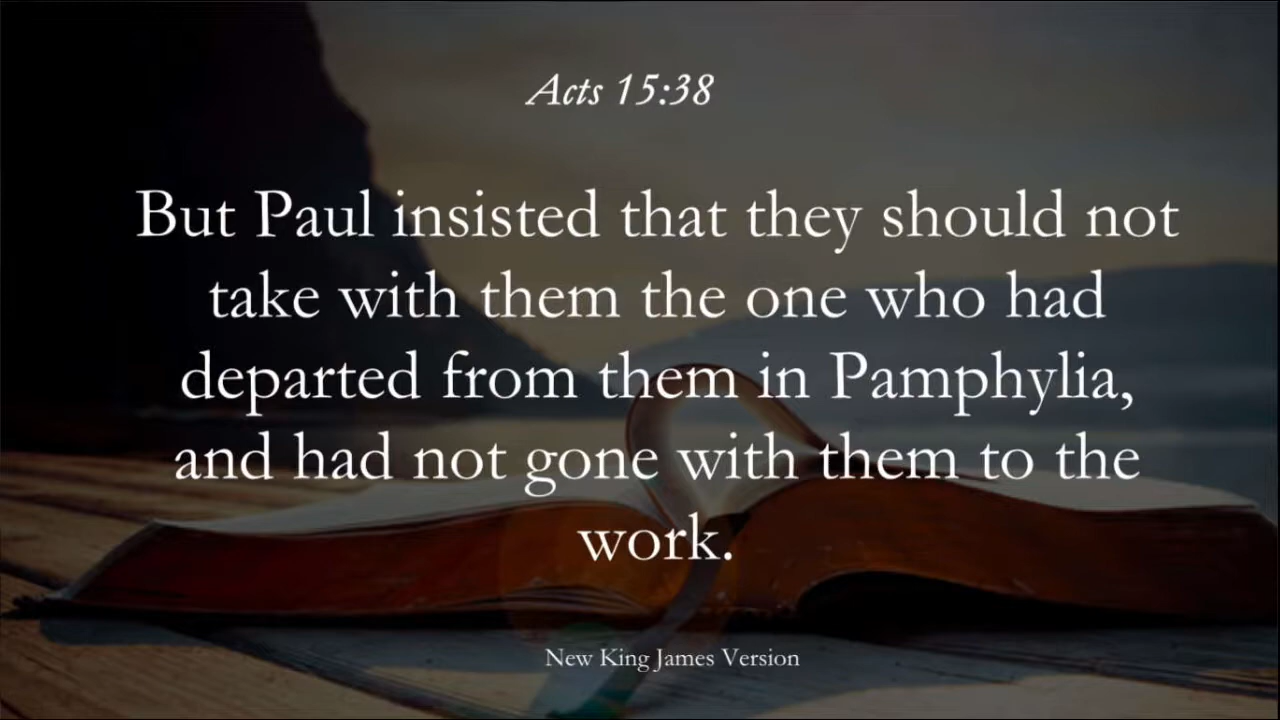 Acts 15:38
But Paul insisted that they should not
take with them the one who had
departed from them in Pamphylia,
and had not gone with them to the
work.
New King James Version